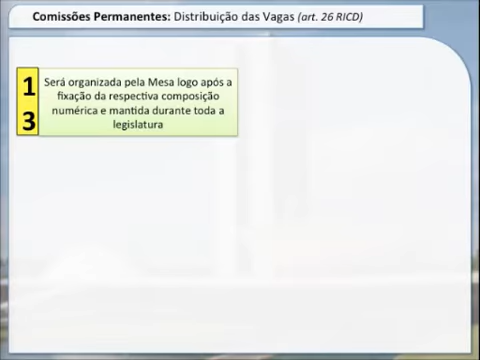 Comissões Permanentes: Distribuição das Vagas (art. 26 RICD)
1
3
Será organizada pela Mesa logo após a
fixação da respectiva composição
numérica e mantida durante toda a
legislatura